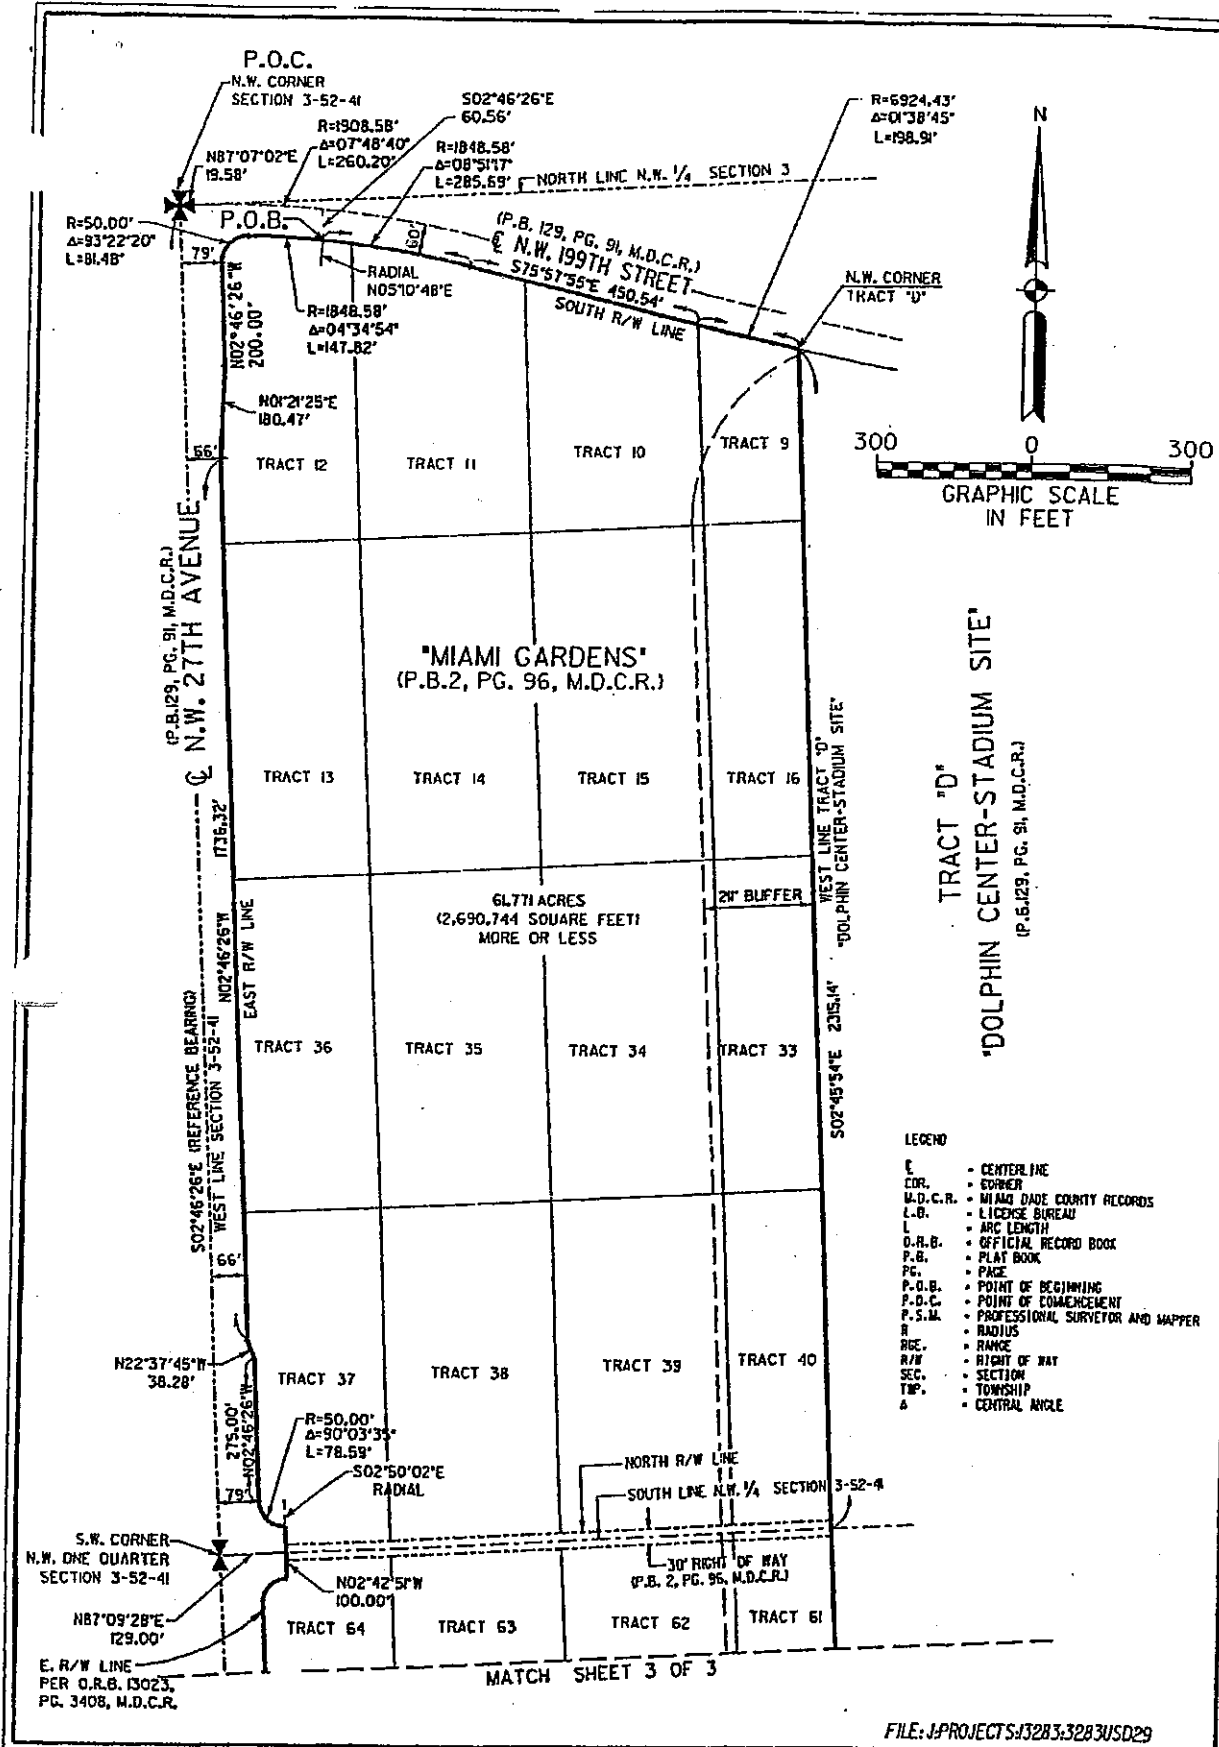 P.O.C.
N.W. CORNER
SECTION 3-52-41
N87°07'02"E
19.58'
R=1908.58'
Δ=07°48'40"
L=260.20'
S02°46'26"E
60.56'
R=1848.58'
Δ=08°51'17"
L=285.69'
NORTH LINE N.W. 1/4 SECTION 3
R=6924.43'
Δ=01°38'45"
L=198.91'
N
R=50.00'
Δ=93°22'20"
L=81.48'
P.O.B.
79'
60'
(P.B. 129, PG. 91, M.D.C.R.)
℄ N.W. 199TH STREET
S75°57'55"E 450.54'
SOUTH R/W LINE
RADIAL
N05°10'48"E
R=1848.58'
Δ=04°34'54"
L=147.82'
N.W. CORNER
TRACT "D"
N02°46'26"W
200.00'
N01°21'25"E
180.47'
66'
TRACT 12
TRACT 11
TRACT 10
TRACT 9
300 0 300
GRAPHIC SCALE
IN FEET
(P.B.129, PG. 91, M.D.C.R.)
℄ N.W. 27TH AVENUE
"MIAMI GARDENS"
(P.B.2, PG. 96, M.D.C.R.)
TRACT 13
TRACT 14
TRACT 15
TRACT 16
WEST LINE TRACT "D"
"DOLPHIN CENTER-STADIUM SITE"
TRACT "D"
"DOLPHIN CENTER-STADIUM SITE"
(P.B.129, PG. 91, M.D.C.R.)
1736.32'
N02°46'26"W
EAST R/W LINE
61.771 ACRES
(2,690,744 SQUARE FEET)
MORE OR LESS
211' BUFFER
S02°46'26"E (REFERENCE BEARING)
WEST LINE SECTION 3-52-41
TRACT 36
TRACT 35
TRACT 34
TRACT 33
S02°45'54"E 2315.14'
66'
N22°37'45"W
38.28'
TRACT 37
TRACT 38
TRACT 39
TRACT 40
275.00'
N02°46'26"W
R=50.00'
Δ=90°03'35"
L=78.59'
S02°50'02"E
RADIAL
79'
NORTH R/W LINE
SOUTH LINE N.W. 1/4 SECTION 3-52-41
S.W. CORNER
N.W. ONE QUARTER
SECTION 3-52-41
30' RIGHT OF WAY
(P.B. 2, PG. 96, M.D.C.R.)
N02°42'51"W
100.00'
N87°09'28"E
129.00'
TRACT 64
TRACT 63
TRACT 62
TRACT 61
E. R/W LINE
PER O.R.B. 13023,
PG. 3408, M.D.C.R.
MATCH SHEET 3 OF 3
LEGEND
℄ - CENTERLINE
COR. - CORNER
M.D.C.R. - MIAMI DADE COUNTY RECORDS
L.B. - LICENSE BUREAU
L - ARC LENGTH
O.R.B. - OFFICIAL RECORD BOOK
P.B. - PLAT BOOK
PG. - PAGE
P.O.B. - POINT OF BEGINNING
P.O.C. - POINT OF COMMENCEMENT
P.S.M. - PROFESSIONAL SURVEYOR AND MAPPER
R - RADIUS
RGE. - RANGE
R/W - RIGHT OF WAY
SEC. - SECTION
TWP. - TOWNSHIP
Δ - CENTRAL ANGLE
FILE: J:PROJECTS:13283:3283USD29